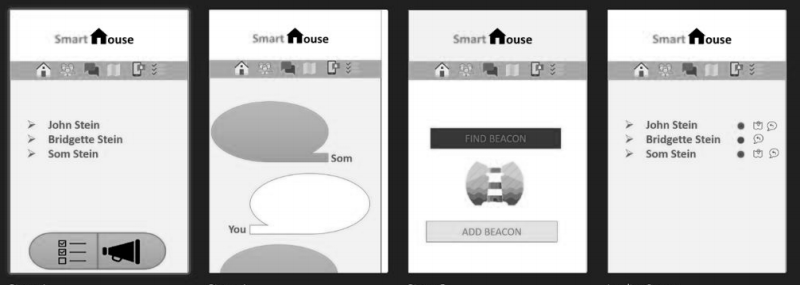 Smart ouse
John Stein
Bridgette Stein
Som Stein
Smart ouse
Som
You
Smart ouse
FIND BEACON
ADD BEACON
Smart ouse
John Stein
Bridgette Stein
Som Stein